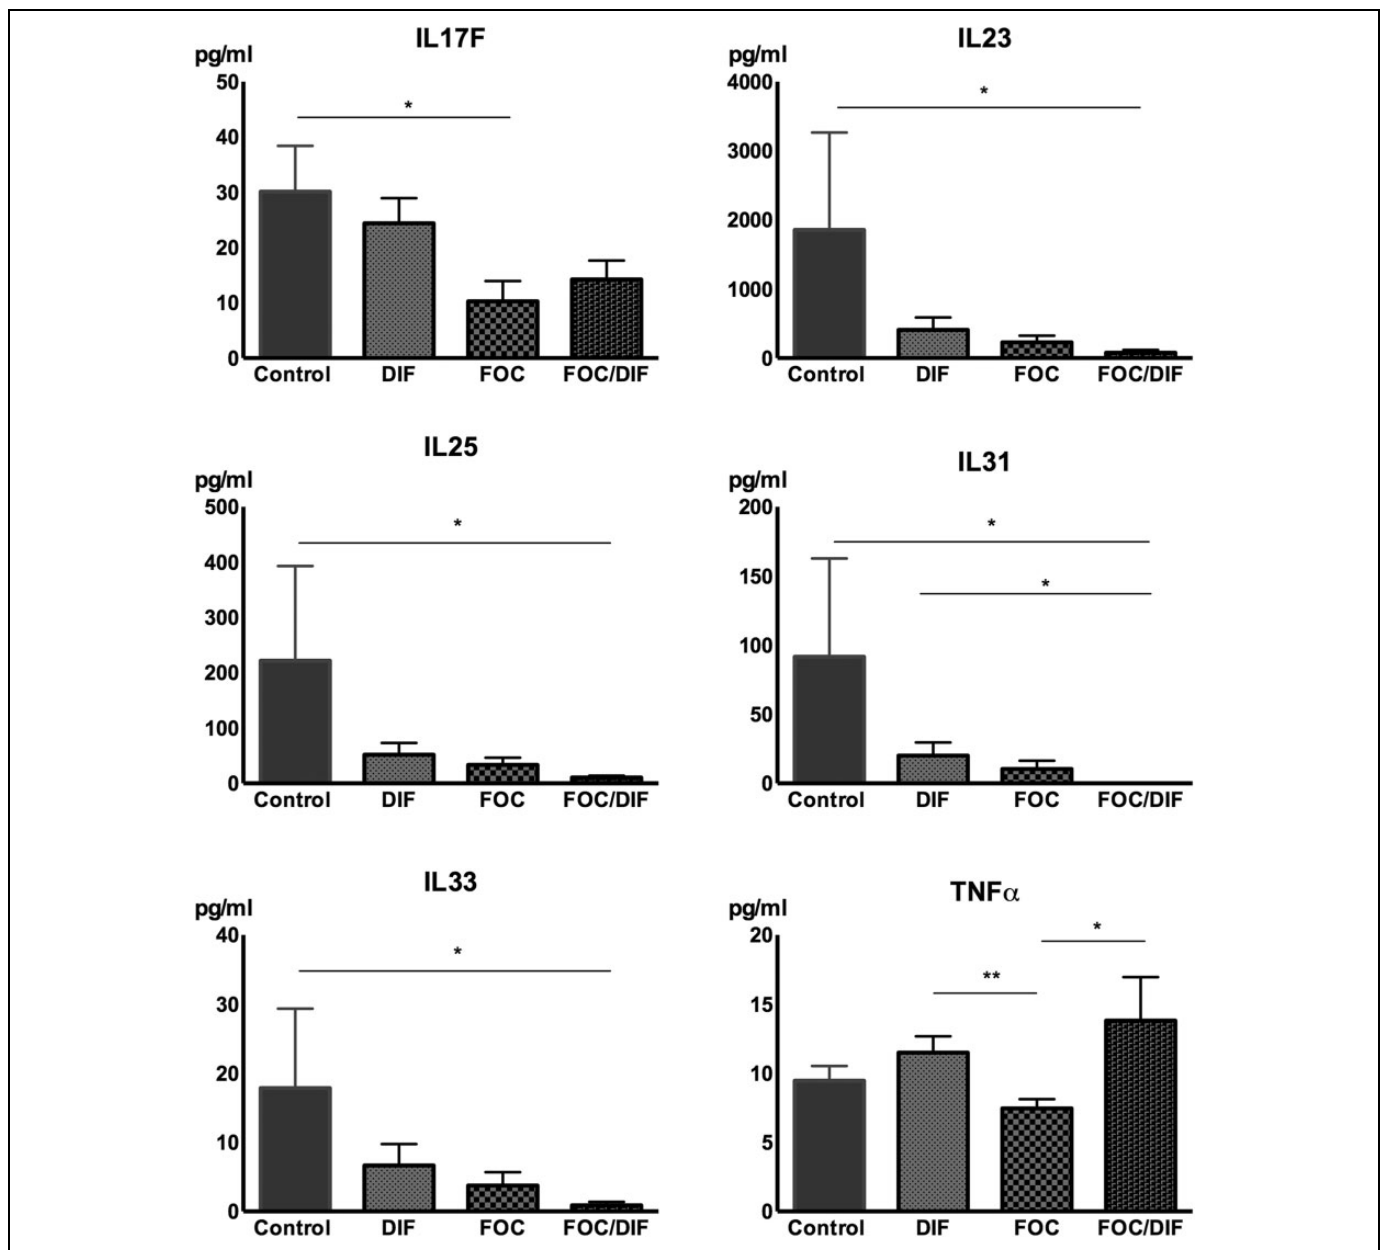 IL17F
pg/ml
50
40
30
20
10
0
*
Control DIF FOC FOC/DIF
IL23
pg/ml
4000
3000
2000
1000
0
*
Control DIF FOC FOC/DIF
IL25
pg/ml
500
400
300
200
100
0
*
Control DIF FOC FOC/DIF
IL31
pg/ml
200
150
100
50
0
*
*
Control DIF FOC FOC/DIF
IL33
pg/ml
40
30
20
10
0
*
Control DIF FOC FOC/DIF
TNFα
pg/ml
20
15
10
5
0
*
**
Control DIF FOC FOC/DIF